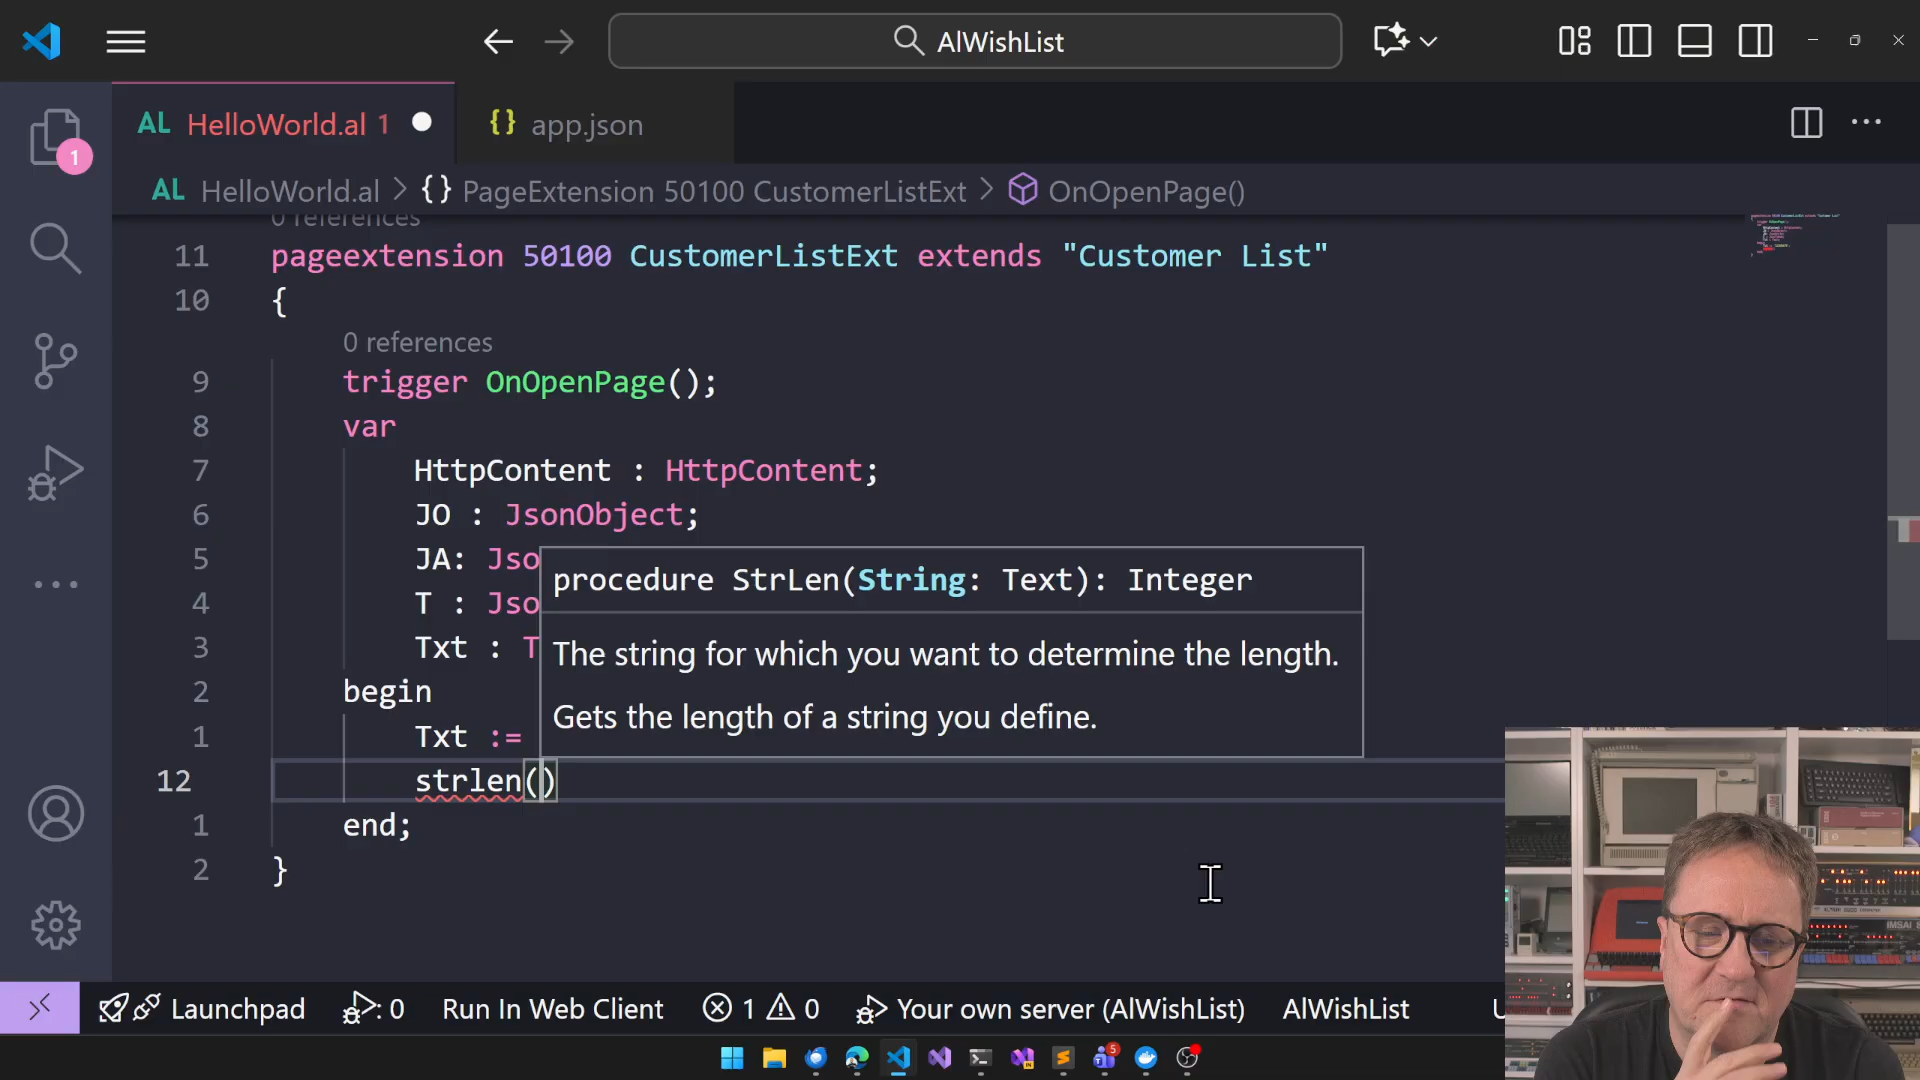 AlWishList
AL HelloWorld.al 1
{} app.json
1
AL HelloWorld.al > {} PageExtension 50100 CustomerListExt > OnOpenPage()
0 references
11 pageextension 50100 CustomerListExt extends "Customer List"
10 {
0 references
9 trigger OnOpenPage();
8 var
7 HttpContent : HttpContent;
6 JO : JsonObject;
5 JA: Jso
4 T : Jso
3 Txt : T
2 begin
1 Txt :=
12 strlen()
1 end;
2 }
procedure StrLen(String: Text): Integer
The string for which you want to determine the length.
Gets the length of a string you define.
Launchpad : 0 Run In Web Client 1 0 Your own server (AlWishList) AlWishList
5
IMSAI